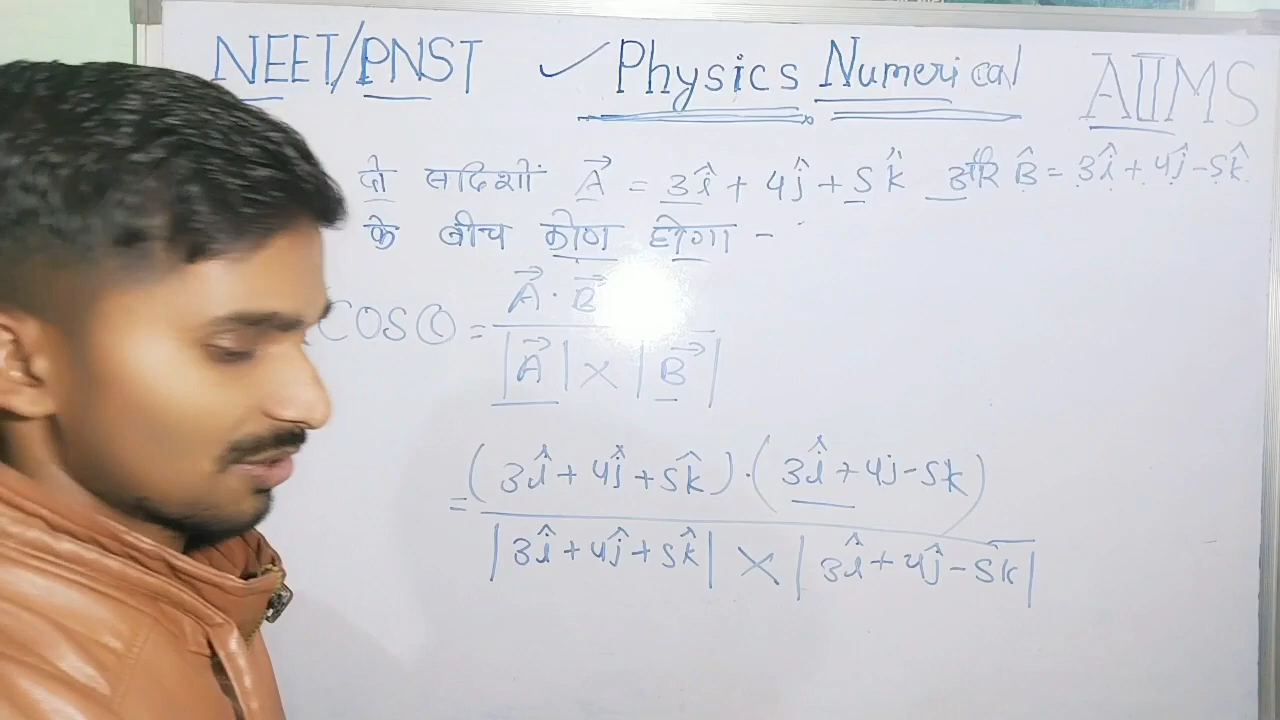 NEET/PNST ✓ Physics Numerical AIIMS
दो सदिशों A⃗ = 3î + 4ĵ + 5k̂ और B̂ = 3î + 4ĵ - 5k̂
के बीच कोण होगा -
COS = A⃗ · B⃗ / |A⃗| × |B⃗|
= (3î + 4ĵ + 5k̂) · (3î + 4j - 5k) / |3î + 4ĵ + 5k̂| × |3î + 4ĵ - 5k|